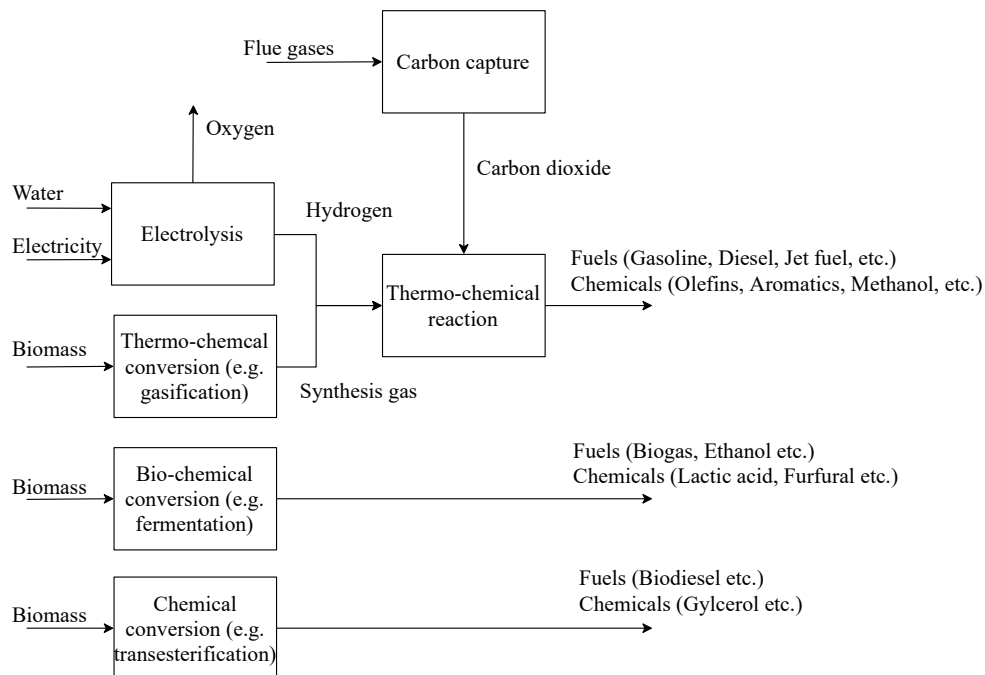 Flue gases
Carbon capture
Oxygen
Carbon dioxide
Water
Electricity
Electrolysis
Hydrogen
Thermo-chemical
reaction
Fuels (Gasoline, Diesel, Jet fuel, etc.)
Chemicals (Olefins, Aromatics, Methanol, etc.)
Biomass
Thermo-chemcal
conversion (e.g.
gasification)
Synthesis gas
Biomass
Bio-chemical
conversion (e.g.
fermentation)
Fuels (Biogas, Ethanol etc.)
Chemicals (Lactic acid, Furfural etc.)
Biomass
Chemical
conversion (e.g.
transesterification)
Fuels (Biodiesel etc.)
Chemicals (Gylcerol etc.)